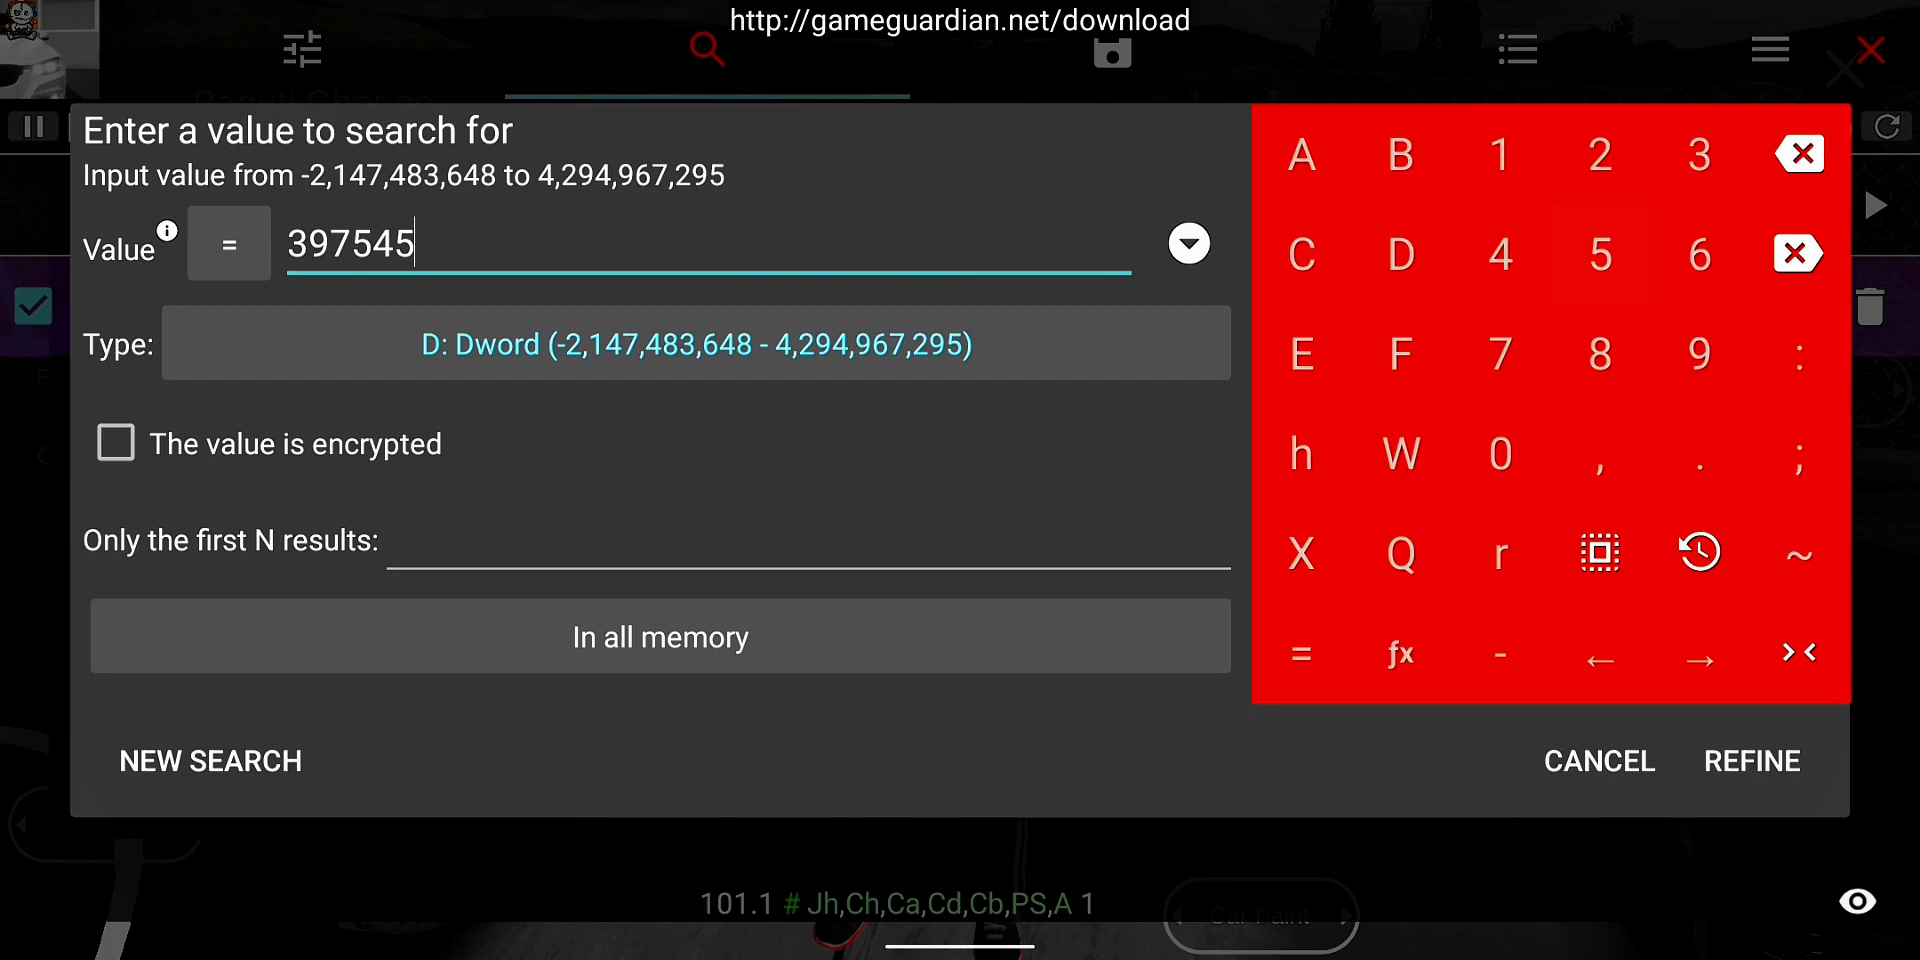 http://gameguardian.net/download
Enter a value to search for
Input value from -2,147,483,648 to 4,294,967,295
Value = 397545
Type: D: Dword (-2,147,483,648 - 4,294,967,295)
The value is encrypted
Only the first N results:
In all memory
NEW SEARCH CANCEL REFINE
A B 1 2 3
C D 4 5 6
E F 7 8 9 :
h W 0 , . ;
X Q r ~
= ƒx - ← → > <
101.1 # Jh,Ch,Ca,Cd,Cb,PS,A 1
Car Paint